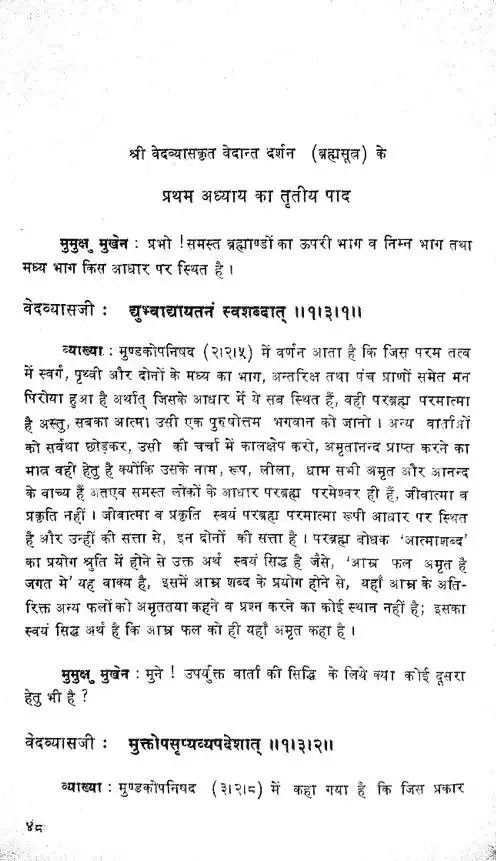 श्री वेदव्यासकृत वेदान्त दर्शन (ब्रह्मसूत्र) के
प्रथम अध्याय का तृतीय पाद
मुमुक्षु मुखेन : प्रभो ! समस्त ब्रह्माण्डों का ऊपरी भाग व निम्न भाग तथा
मध्य भाग किस आधार पर स्थित है ।
वेदव्यासजी : द्युभ्वाद्यायतनं स्वशब्दात् ॥१।३।१॥
व्याख्या : मुण्डकोपनिषद (२।२।५) में वर्णन आता है कि जिस परम तत्व
में स्वर्ग, पृथ्वी और दोनों के मध्य का भाग, अन्तरिक्ष तथा पंच प्राणों समेत मन
पिरोया हुआ है अर्थात् जिसके आधार में ये सब स्थित हैं, वही परब्रह्म परमात्मा
है अस्तु, सबका आत्मा उसी एक पुरुषोत्तम भगवान को जानो । अन्य वार्ताओं
को सर्वथा छोड़कर, उसी की चर्चा में कालक्षेप करो, अमृतानन्द प्राप्त करने का
मात्र वही हेतु है क्योंकि उसके नाम, रूप, लीला, धाम सभी अमृत और आनन्द
के वाच्य हैं अतएव समस्त लोकों के आधार परब्रह्म परमेश्वर ही हैं, जीवात्मा व
प्रकृति नहीं । जीवात्मा व प्रकृति स्वयं परब्रह्म परमात्मा रूपी आधार पर स्थित
है और उन्हीं की सत्ता से, इन दोनों की सत्ता है । परब्रह्म बोधक ‘आत्माशब्द’
का प्रयोग श्रुति में होने से उक्त अर्थ स्वयं सिद्ध है जैसे, ‘आम्र फल अमृत है
जगत मे’ यह वाक्य है, इसमें आम्र शब्द के प्रयोग होने से, यहाँ आम्र के अति-
रिक्त अन्य फलों को अमृततया कहने व प्रश्न करने का कोई स्थान नहीं है; इसका
स्वयं सिद्ध अर्थ है कि आम्र फल को ही यहाँ अमृत कहा है ।
मुमुक्षु मुखेन : मुने ! उपर्युक्त वार्ता की सिद्धि के लिये क्या कोई दूसरा
हेतु भी है ?
वेदव्यासजी : मुक्तोपसृप्यव्यपदेशात् ॥१।३।२॥
व्याख्या : मुण्डकोपनिषद (३।२।८) में कहा गया है कि जिस प्रकार
४८